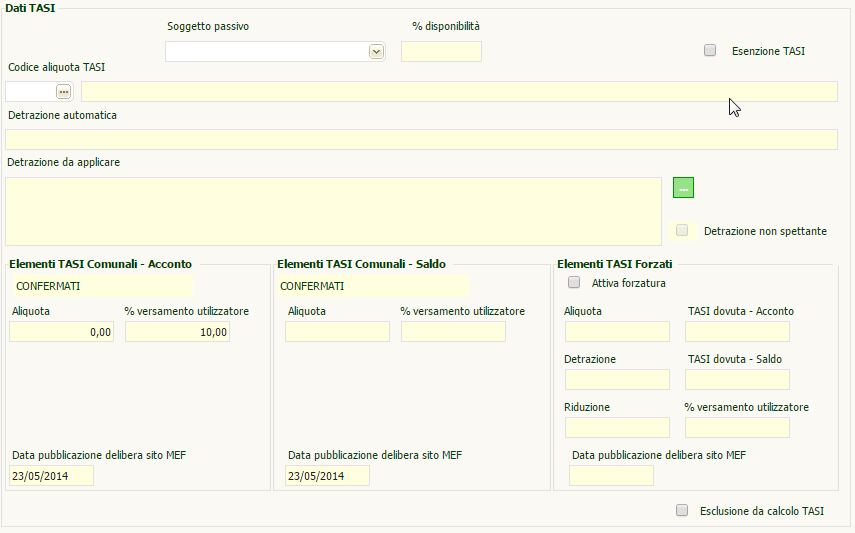 Dati TASI
Soggetto passivo % disponibilità
Esenzione TASI
Codice aliquota TASI
...
Detrazione automatica
Detrazione da applicare
...
Detrazione non spettante
Elementi TASI Comunali - Acconto
CONFERMATI
Aliquota % versamento utilizzatore
0,00 10,00
Data pubblicazione delibera sito MEF
23/05/2014
Elementi TASI Comunali - Saldo
CONFERMATI
Aliquota % versamento utilizzatore
Data pubblicazione delibera sito MEF
23/05/2014
Elementi TASI Forzati
Attiva forzatura
Aliquota TASI dovuta - Acconto
Detrazione TASI dovuta - Saldo
Riduzione % versamento utilizzatore
Data pubblicazione delibera sito MEF
Esclusione da calcolo TASI